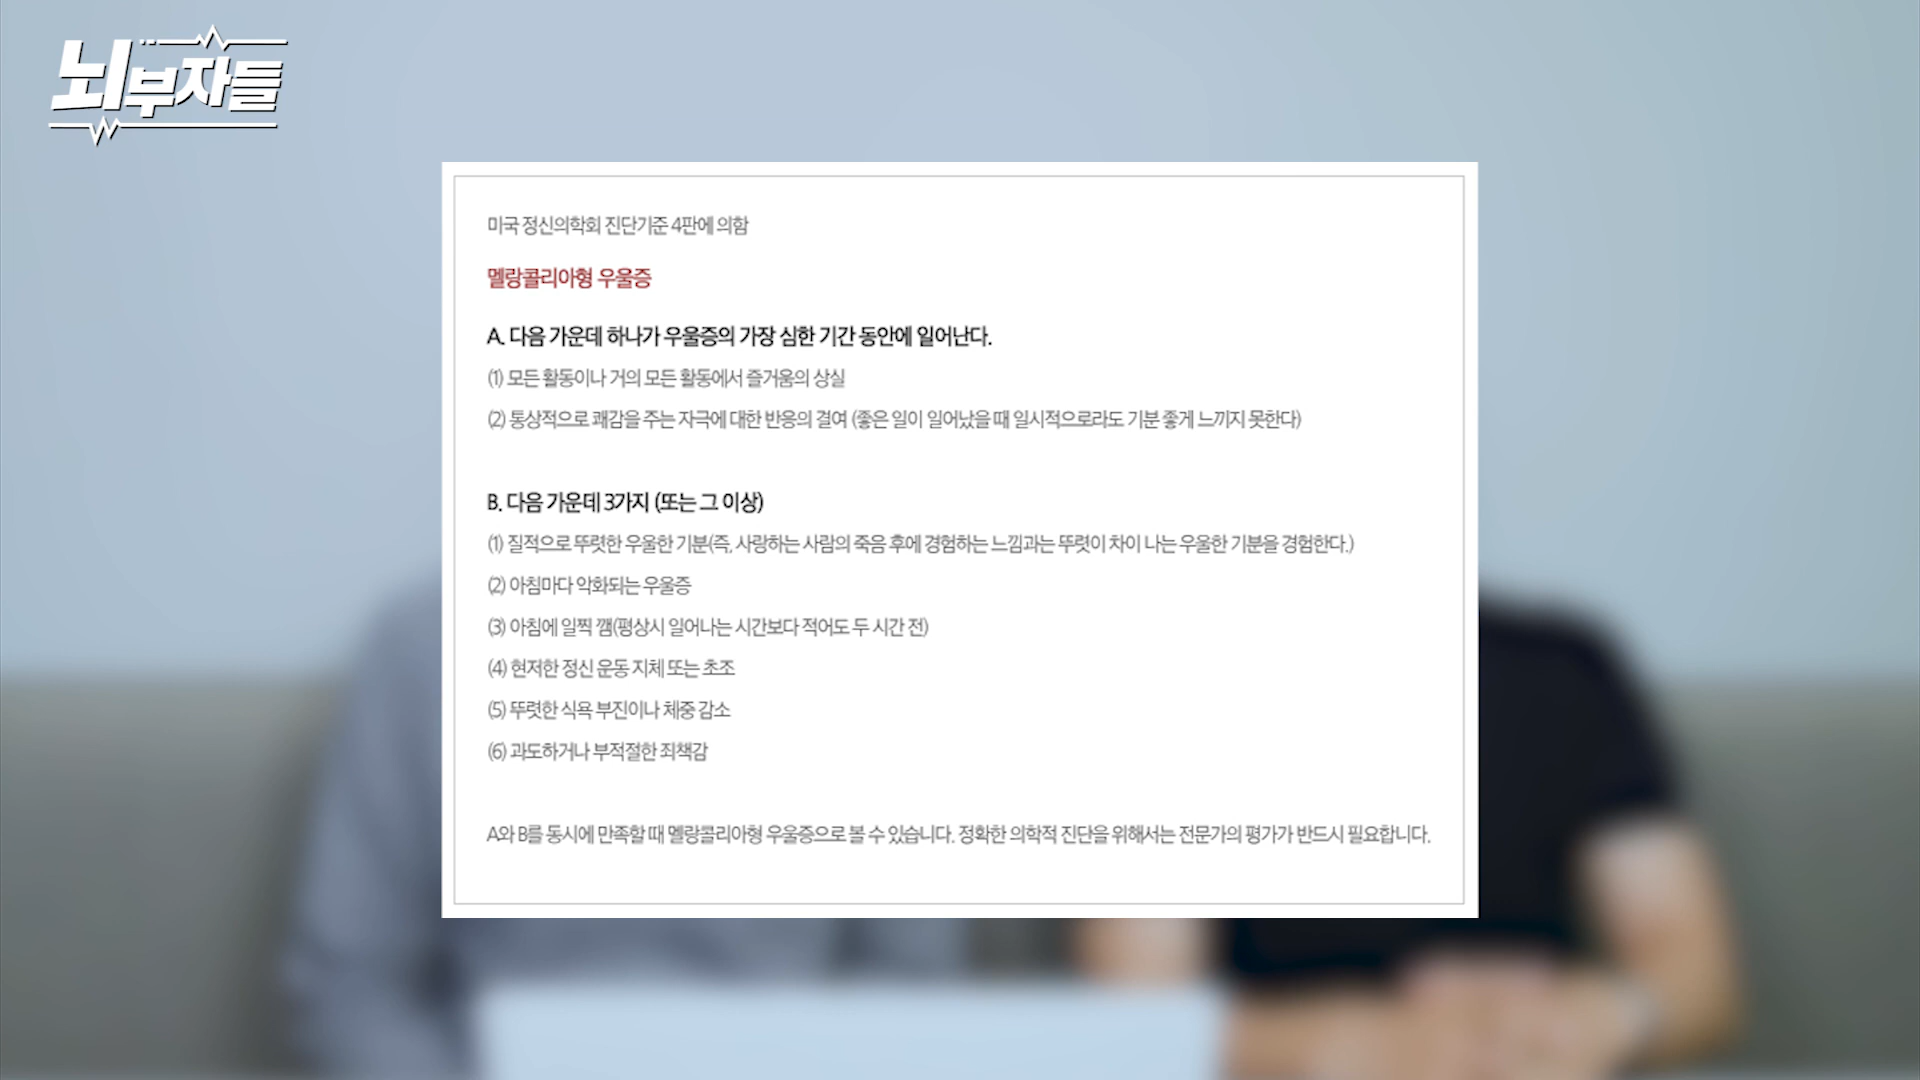 뇌부자들
미국 정신의학회 진단기준 4판에 의함
멜랑콜리아형 우울증
A. 다음 가운데 하나가 우울증의 가장 심한 기간 동안에 일어난다.
(1) 모든 활동이나 거의 모든 활동에서 즐거움의 상실
(2) 통상적으로 쾌감을 주는 자극에 대한 반응의 결여 (좋은 일이 일어났을 때 일시적으로라도 기분 좋게 느끼지 못한다)
B. 다음 가운데 3가지 (또는 그 이상)
(1) 질적으로 뚜렷한 우울한 기분(즉, 사랑하는 사람의 죽음 후에 경험하는 느낌과는 뚜렷이 차이 나는 우울한 기분을 경험한다.)
(2) 아침마다 악화되는 우울증
(3) 아침에 일찍 깸(평상시 일어나는 시간보다 적어도 두 시간 전)
(4) 현저한 정신 운동 지체 또는 초조
(5) 뚜렷한 식욕 부진이나 체중 감소
(6) 과도하거나 부적절한 죄책감
A와 B를 동시에 만족할 때 멜랑콜리아형 우울증으로 볼 수 있습니다. 정확한 의학적 진단을 위해서는 전문가의 평가가 반드시 필요합니다.